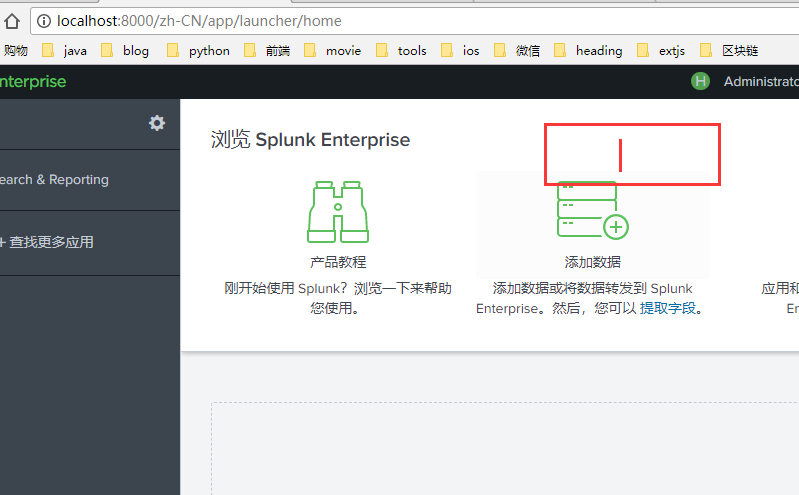 localhost:8000/zh-CN/app/launcher/home
购物 java blog python 前端 movie tools ios 微信 heading extjs 区块链
nterprise H Administrato
浏览 Splunk Enterprise
earch & Reporting
+ 查找更多应用
产品教程
刚开始使用 Splunk？浏览一下来帮助
您使用。
添加数据
添加数据或将数据转发到 Splunk
Enterprise。然后，您可以 提取字段。
应用和
En